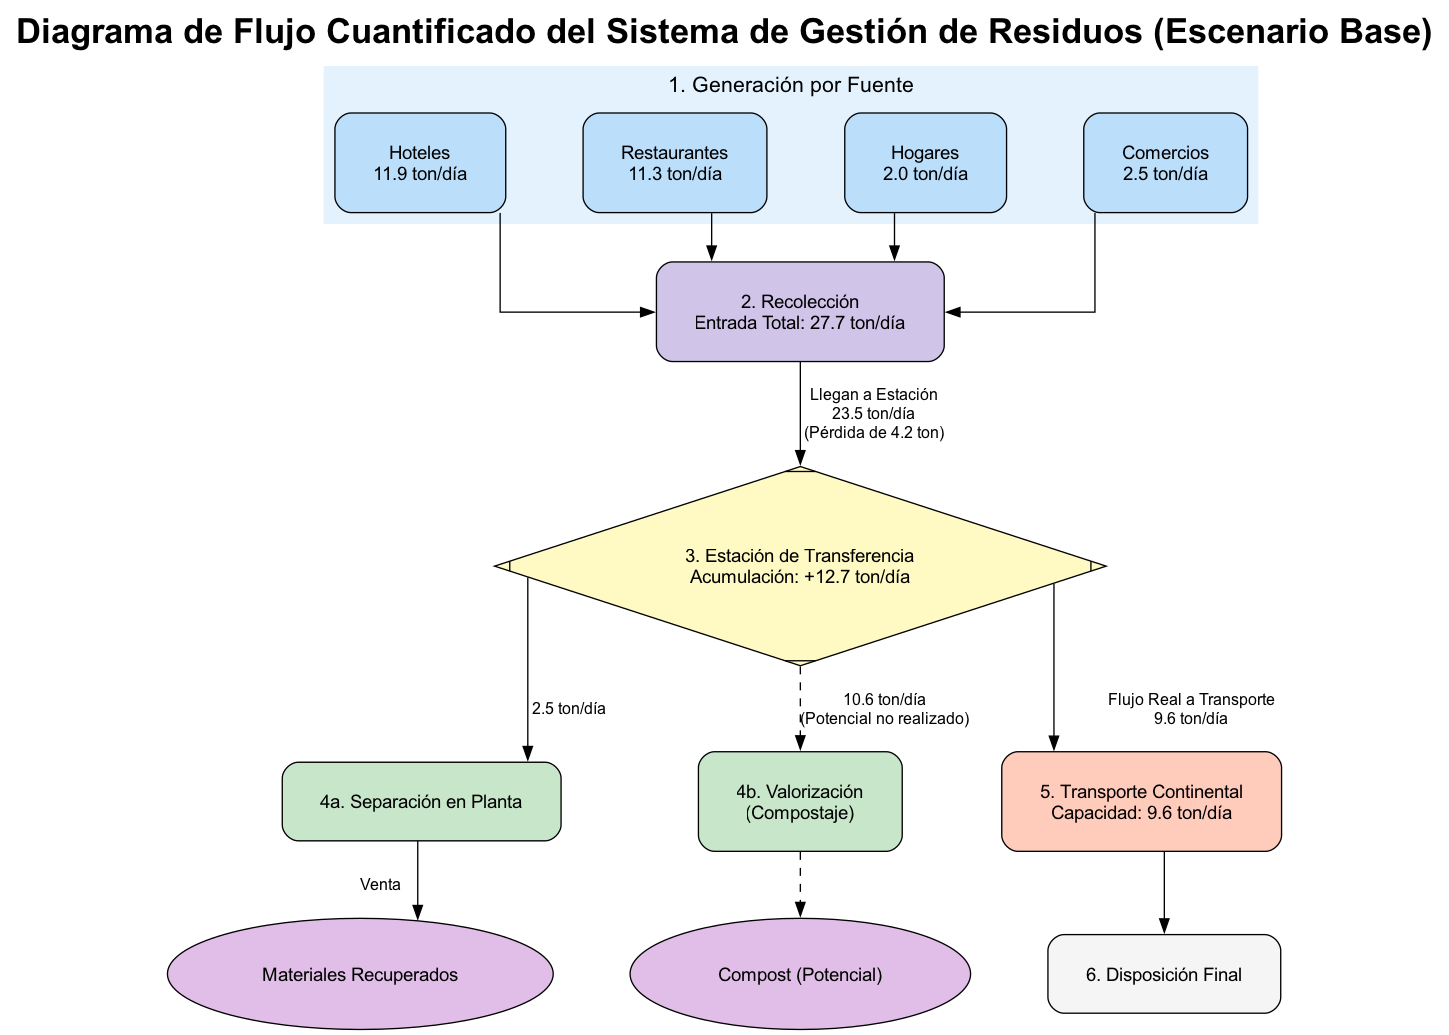 Diagrama de Flujo Cuantificado del Sistema de Gestión de Residuos (Escenario Base)
1. Generación por Fuente
Hoteles
11.9 ton/día
Restaurantes
11.3 ton/día
Hogares
2.0 ton/día
Comercios
2.5 ton/día
2. Recolección
Entrada Total: 27.7 ton/día
Llegan a Estación
23.5 ton/día
(Pérdida de 4.2 ton)
3. Estación de Transferencia
Acumulación: +12.7 ton/día
2.5 ton/día
10.6 ton/día
(Potencial no realizado)
Flujo Real a Transporte
9.6 ton/día
4a. Separación en Planta
4b. Valorización
(Compostaje)
5. Transporte Continental
Capacidad: 9.6 ton/día
Venta
Materiales Recuperados
Compost (Potencial)
6. Disposición Final